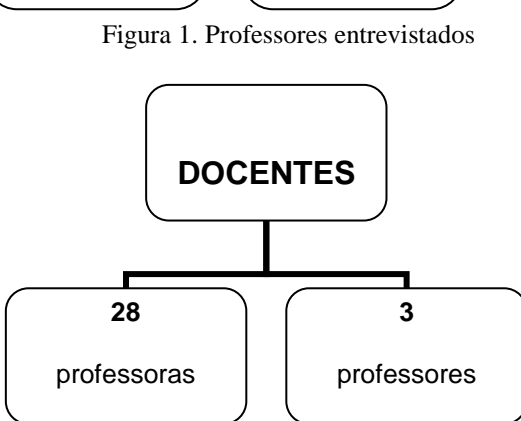 Figura 1. Professores entrevistados
DOCENTES
28
professoras
3
professores